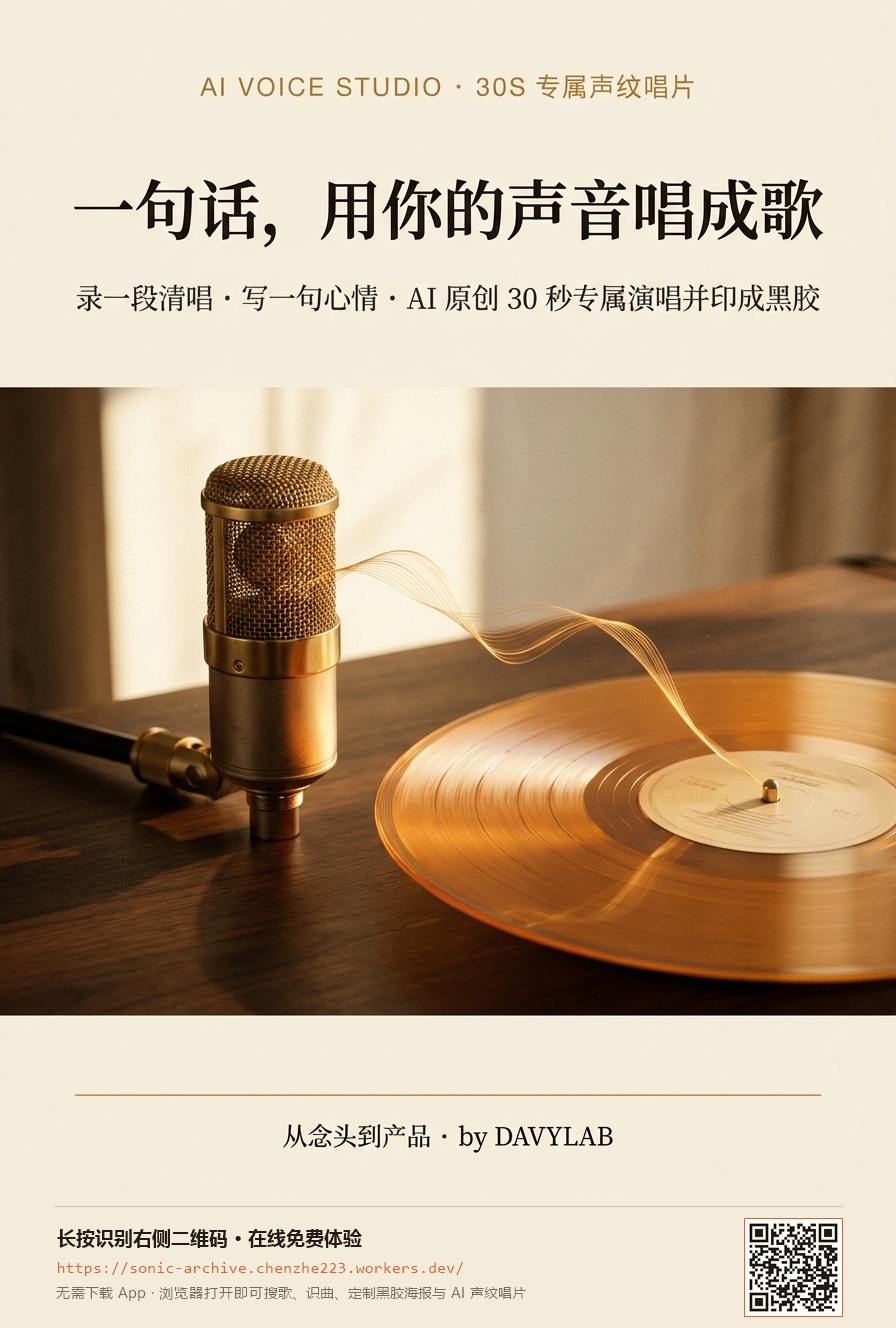 AI VOICE STUDIO · 30S 专属声纹唱片
一句话，用你的声音唱成歌
录一段清唱 · 写一句心情 · AI 原创 30 秒专属演唱并印成黑胶
从念头到产品 · by DAVYLAB
长按识别右侧二维码 · 在线免费体验
https://sonic-archive.chenzhe223.workers.dev/
无需下载 App · 浏览器打开即可搜歌、识曲、定制黑胶海报与 AI 声纹唱片